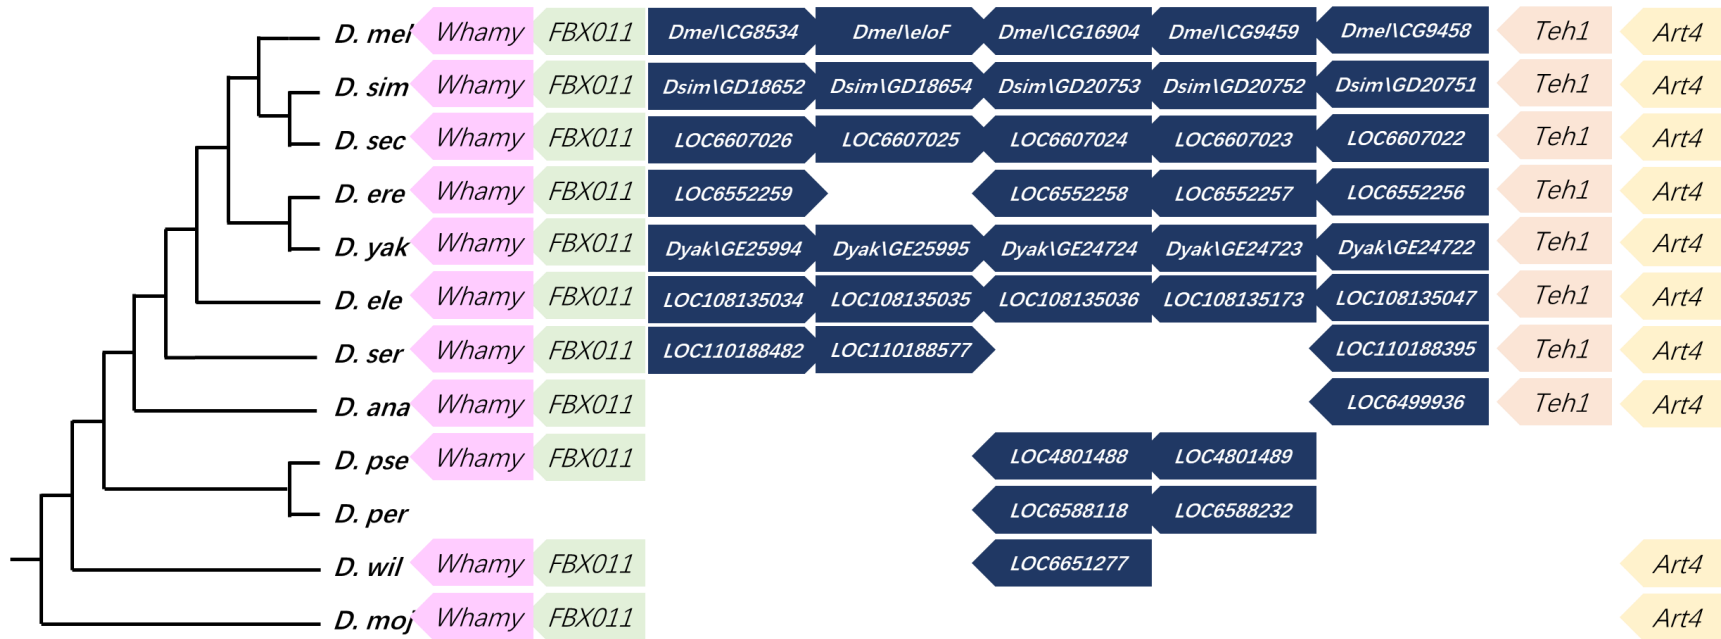 D. mel Whamy FBX011 Dmel\CG8534 Dmel\eloF Dmel\CG16904 Dmel\CG9459 Dmel\CG9458 Teh1 Art4
D. sim Whamy FBX011 Dsim\GD18652 Dsim\GD18654 Dsim\GD20753 Dsim\GD20752 Dsim\GD20751 Teh1 Art4
D. sec Whamy FBX011 LOC6607026 LOC6607025 LOC6607024 LOC6607023 LOC6607022 Teh1 Art4
D. ere Whamy FBX011 LOC6552259 LOC6552258 LOC6552257 LOC6552256 Teh1 Art4
D. yak Whamy FBX011 Dyak\GE25994 Dyak\GE25995 Dyak\GE24724 Dyak\GE24723 Dyak\GE24722 Teh1 Art4
D. ele Whamy FBX011 LOC108135034 LOC108135035 LOC108135036 LOC108135173 LOC108135047 Teh1 Art4
D. ser Whamy FBX011 LOC110188482 LOC110188577 LOC110188395 Teh1 Art4
D. ana Whamy FBX011 LOC6499936 Teh1 Art4
D. pse Whamy FBX011 LOC4801488 LOC4801489
D. per LOC6588118 LOC6588232
D. wil Whamy FBX011 LOC6651277 Art4
D. moj Whamy FBX011 Art4